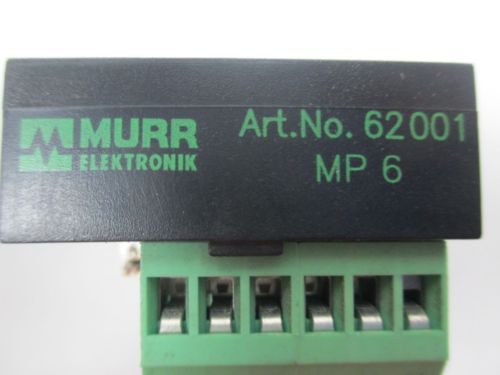 MURR
ELEKTRONIK
Art.No. 62001
MP 6